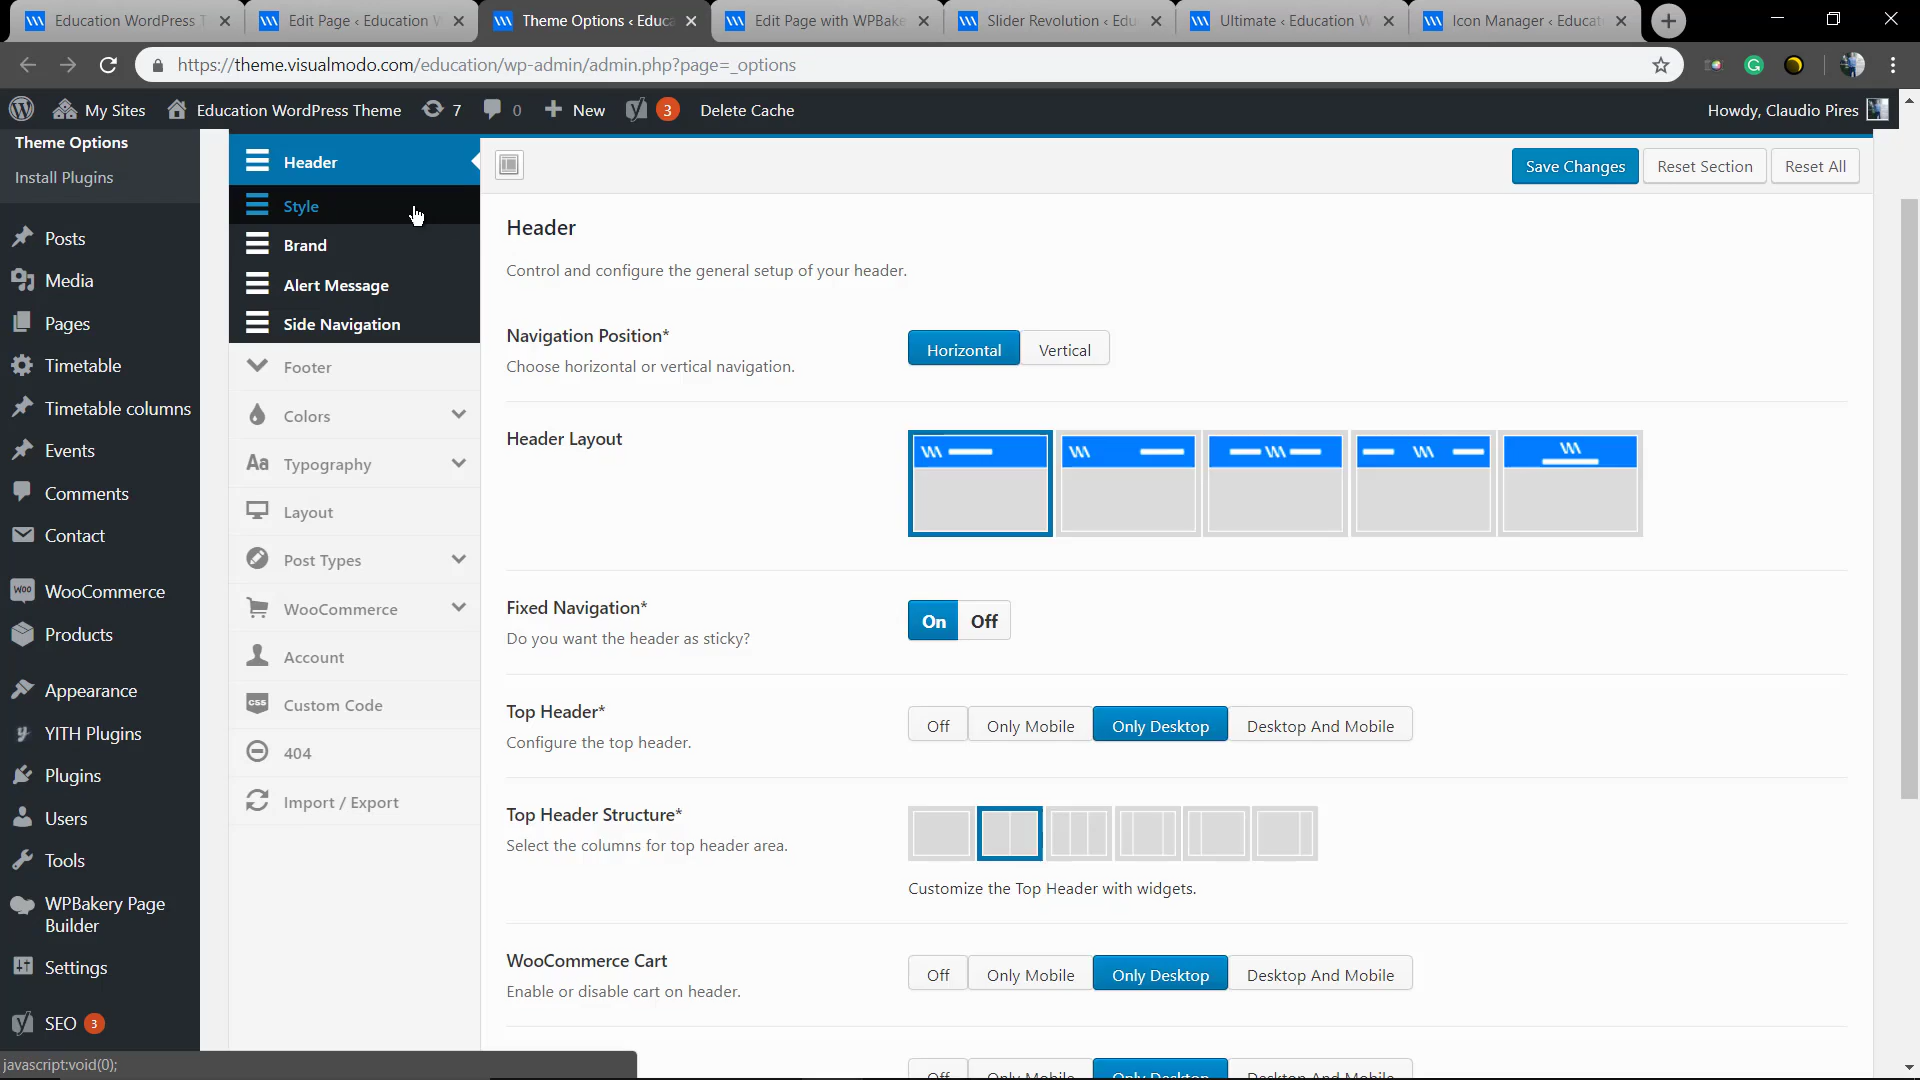 Education WordPress T
Edit Page ‹ Education W
Theme Options ‹ Educa
Edit Page with WPBake
Slider Revolution ‹ Edu
Ultimate ‹ Education W
Icon Manager ‹ Educat
https://theme.visualmodo.com/education/wp-admin/admin.php?page=_options
My Sites
Education WordPress Theme
7
0
New
3
Delete Cache
Howdy, Claudio Pires
Theme Options
Install Plugins
Posts
Media
Pages
Timetable
Timetable columns
Events
Comments
Contact
WooCommerce
Products
Appearance
YITH Plugins
Plugins
Users
Tools
WPBakery Page
Builder
Settings
SEO 3
javascript:void(0);
Header
Style
Brand
Alert Message
Side Navigation
Footer
Colors
Typography
Layout
Post Types
WooCommerce
Account
Custom Code
404
Import / Export
Save Changes
Reset Section
Reset All
Header
Control and configure the general setup of your header.
Navigation Position*
Choose horizontal or vertical navigation.
Horizontal
Vertical
Header Layout
Fixed Navigation*
Do you want the header as sticky?
On
Off
Top Header*
Configure the top header.
Off
Only Mobile
Only Desktop
Desktop And Mobile
Top Header Structure*
Select the columns for top header area.
Customize the Top Header with widgets.
WooCommerce Cart
Enable or disable cart on header.
Off
Only Mobile
Only Desktop
Desktop And Mobile
Off
Only Mobile
Only Desktop
Desktop And Mobile